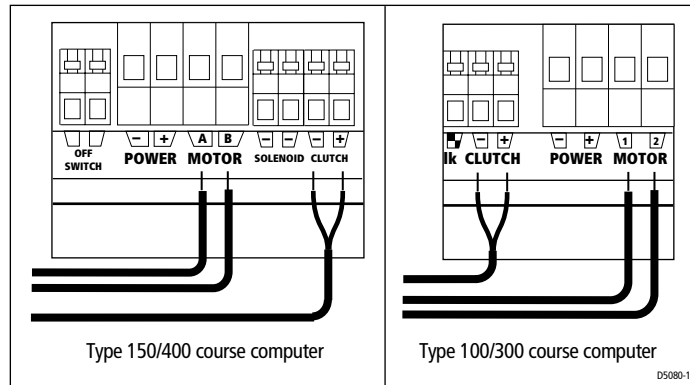 − + A B − − − +
OFF SWITCH POWER MOTOR SOLENOID CLUTCH
− + − + 1 2
lk CLUTCH POWER MOTOR
Type 150/400 course computer
Type 100/300 course computer
D5080-1